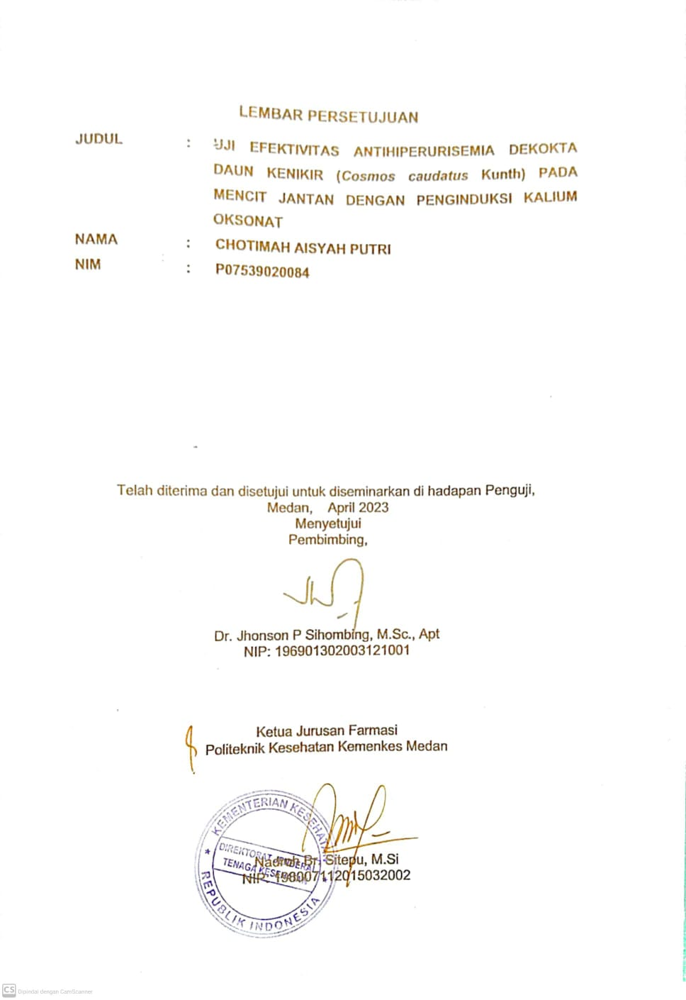 LEMBAR PERSETUJUAN
JUDUL : UJI EFEKTIVITAS ANTIHIPERURISEMIA DEKOKTA
DAUN KENIKIR (Cosmos caudatus Kunth) PADA
MENCIT JANTAN DENGAN PENGINDUKSI KALIUM
OKSONAT
NAMA : CHOTIMAH AISYAH PUTRI
NIM : P07539020084
Telah diterima dan disetujui untuk diseminarkan di hadapan Penguji,
Medan, April 2023
Menyetujui
Pembimbing,
Dr. Jhonson P Sihombing, M.Sc., Apt
NIP: 196901302003121001
Ketua Jurusan Farmasi
Politeknik Kesehatan Kemenkes Medan
KEMENTERIAN KESEHATAN
DIREKTORAT JENDERAL
TENAGA KESEHATAN
REPUBLIK INDONESIA
Br. Sitepu, M.Si
NIP: 198007112015032002
CS Dipindai dengan CamScanner